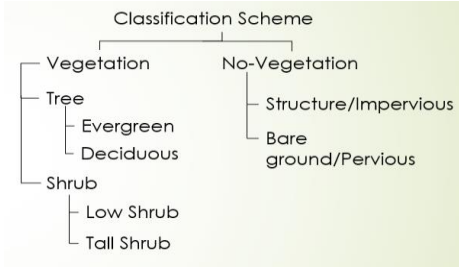 Classification Scheme
Vegetation
Tree
Evergreen
Deciduous
Shrub
Low Shrub
Tall Shrub
No-Vegetation
Structure/Impervious
Bare
ground/Pervious